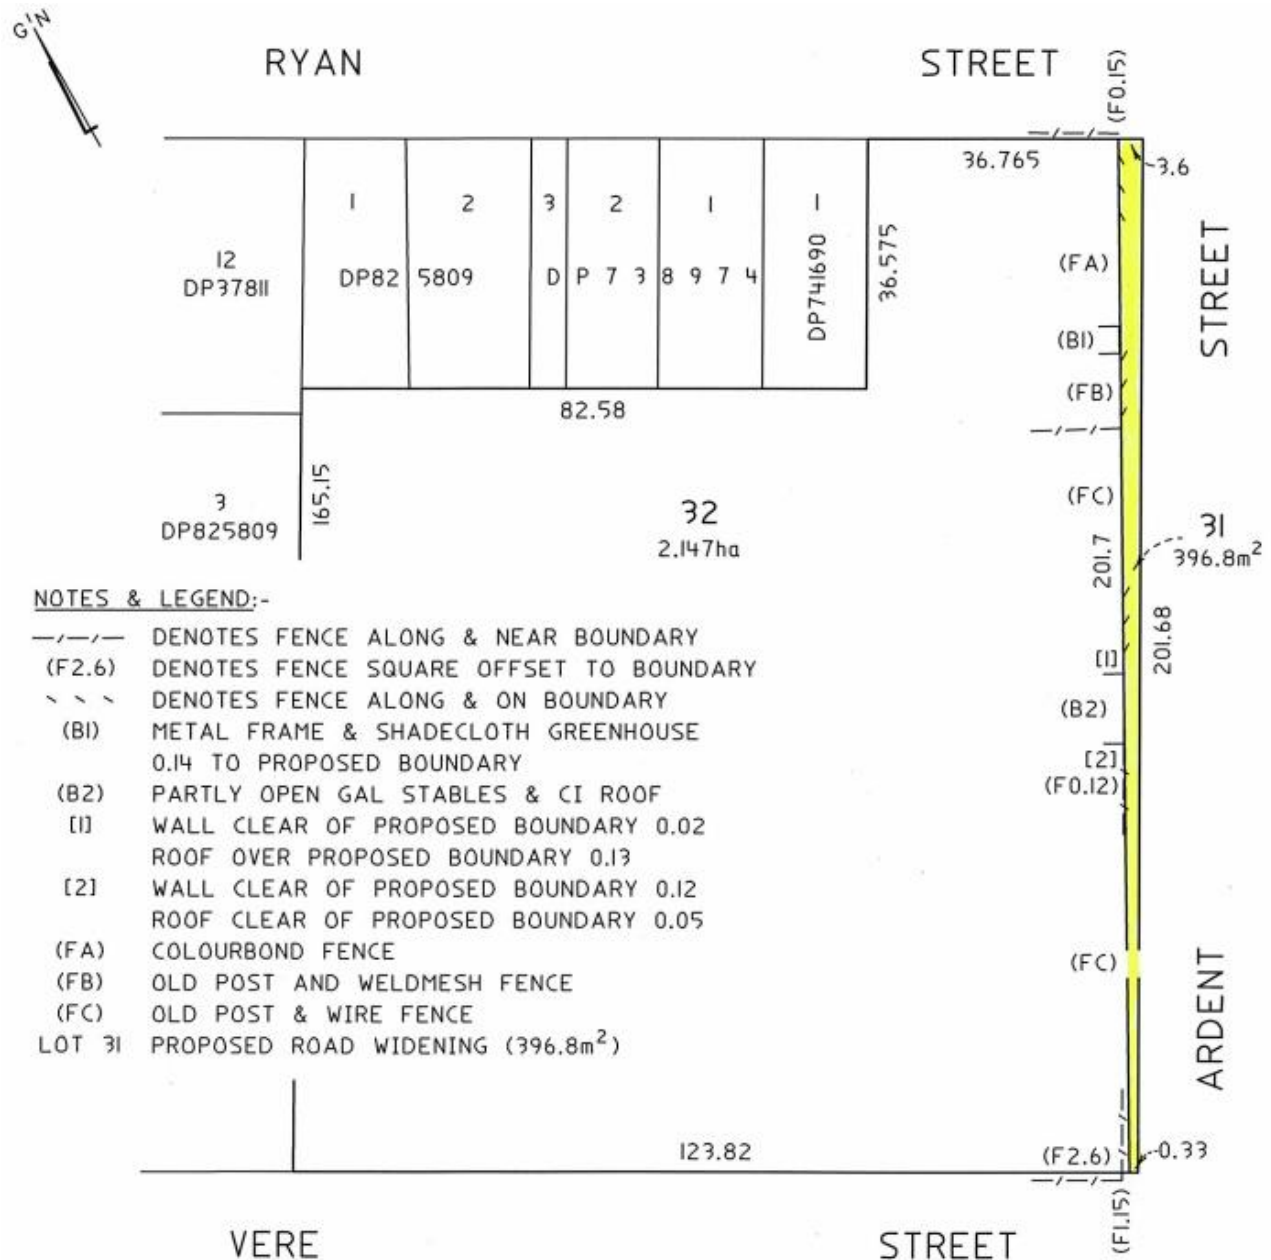 G'N
RYAN STREET
(F0.15)
36.765
3.6
1 2 3 2 1 1
12
DP37811
DP82 5809
D P 7 3 8 9 7 4
DP741690
36.575
(FA)
STREET
(B1)
(FB)
82.58
165.15
3
DP825809
32
2.147ha
(FC)
201.7
31
396.8m²
201.68
NOTES & LEGEND:-
DENOTES FENCE ALONG & NEAR BOUNDARY
(F2.6) DENOTES FENCE SQUARE OFFSET TO BOUNDARY
DENOTES FENCE ALONG & ON BOUNDARY
(B1) METAL FRAME & SHADECLOTH GREENHOUSE
0.14 TO PROPOSED BOUNDARY
(B2) PARTLY OPEN GAL STABLES & CI ROOF
[1] WALL CLEAR OF PROPOSED BOUNDARY 0.02
ROOF OVER PROPOSED BOUNDARY 0.13
[2] WALL CLEAR OF PROPOSED BOUNDARY 0.12
ROOF CLEAR OF PROPOSED BOUNDARY 0.05
(FA) COLOURBOND FENCE
(FB) OLD POST AND WELDMESH FENCE
(FC) OLD POST & WIRE FENCE
LOT 31 PROPOSED ROAD WIDENING (396.8m²)
[1]
(B2)
[2]
(F0.12)
(FC)
ARDENT
123.82
(F2.6)
0.33
(F1.15)
VERE STREET